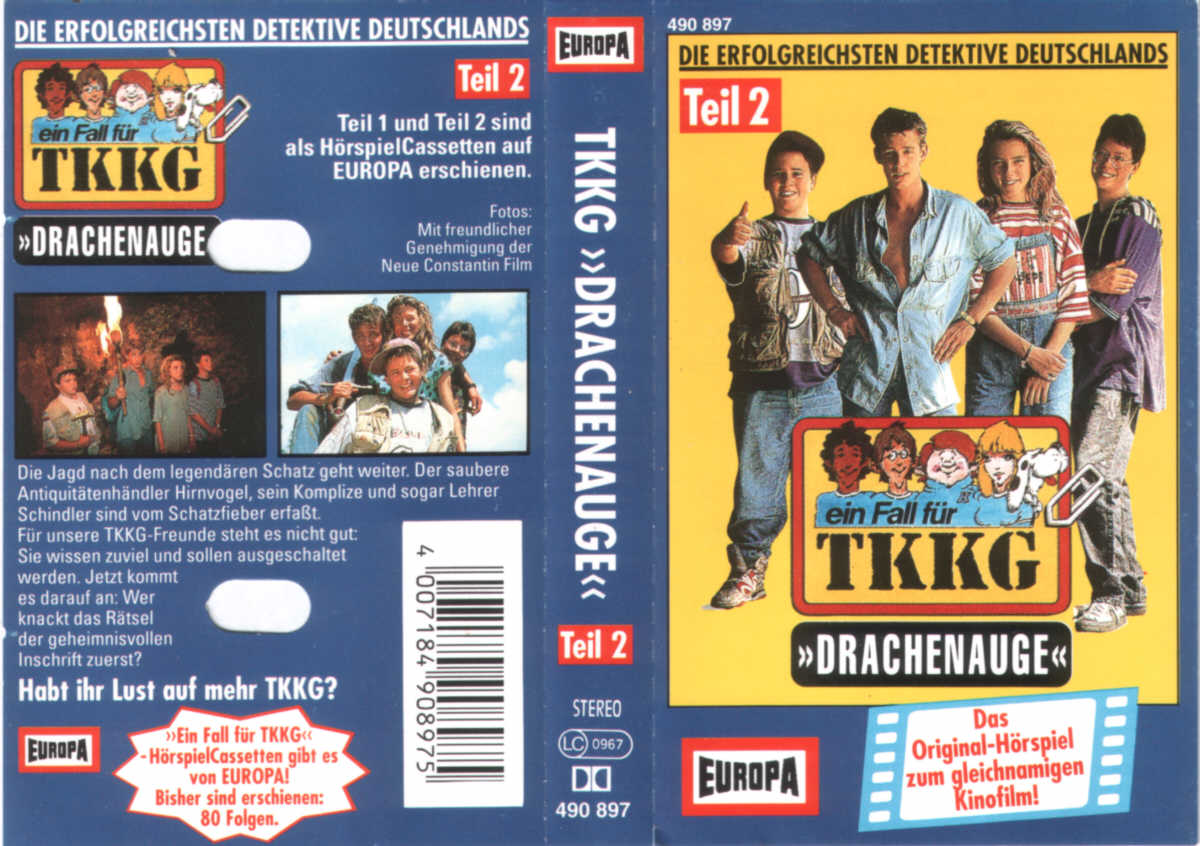 DIE ERFOLGREICHSTEN DETEKTIVE DEUTSCHLANDS
ein Fall für
TKKG
»DRACHENAUGE
Teil 2
Teil 1 und Teil 2 sind
als HörspielCassetten auf
EUROPA erschienen.
Fotos:
Mit freundlicher
Genehmigung der
Neue Constantin Film
Die Jagd nach dem legendären Schatz geht weiter. Der saubere
Antiquitätenhändler Hirnvogel, sein Komplize und sogar Lehrer
Schindler sind vom Schatzfieber erfaßt.
Für unsere TKKG-Freunde steht es nicht gut:
Sie wissen zuviel und sollen ausgeschaltet
werden. Jetzt kommt
es darauf an: Wer
knackt das Rätsel
der geheimnisvollen
Inschrift zuerst?
Habt ihr Lust auf mehr TKKG?
EUROPA
»Ein Fall für TKKG«
-HörspielCassetten gibt es
von EUROPA!
Bisher sind erschienen:
80 Folgen.
4 007184 908975
EUROPA
TKKG »DRACHENAUGE«
Teil 2
STEREO
LC 0967
490 897
490 897
DIE ERFOLGREICHSTEN DETEKTIVE DEUTSCHLANDS
Teil 2
ein Fall für
TKKG
»DRACHENAUGE«
EUROPA
Das
Original-Hörspiel
zum gleichnamigen
Kinofilm!